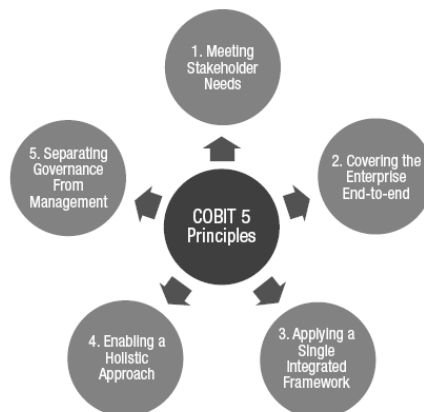 1. Meeting
Stakeholder
Needs
5. Separating
Governance
From
Management
2. Covering the
Enterprise
End-to-end
COBIT 5
Principles
4. Enabling a
Holistic
Approach
3. Applying a
Single
Integrated
Framework